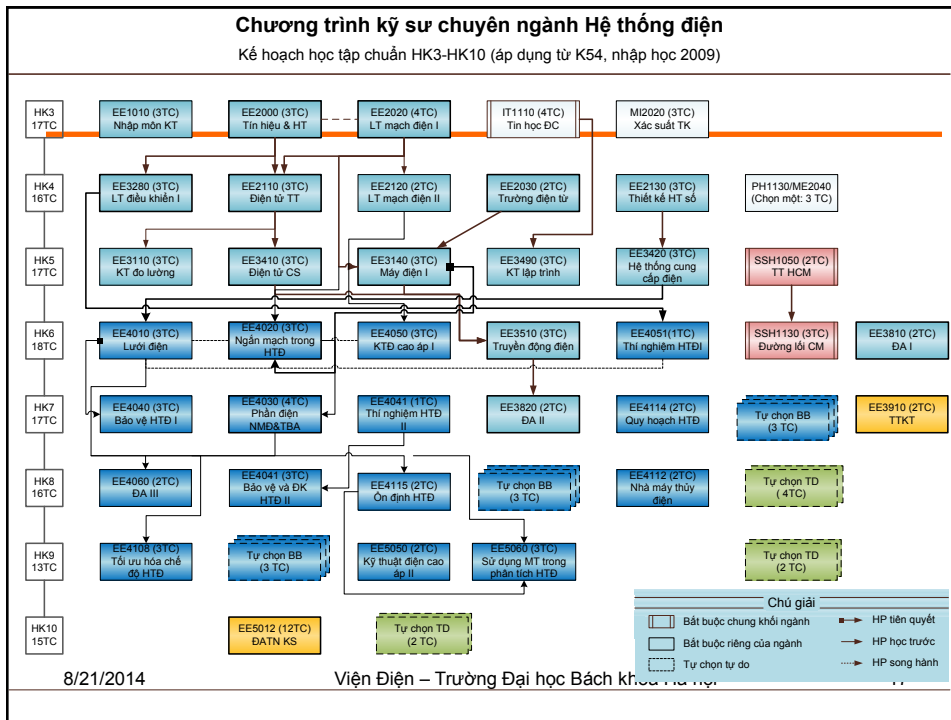 Chương trình kỹ sư chuyên ngành Hệ thống điện
Kế hoạch học tập chuẩn HK3-HK10 (áp dụng từ K54, nhập học 2009)
HK3
17TC
EE1010 (3TC)
Nhập môn KT
EE2000 (3TC)
Tín hiệu & HT
EE2020 (4TC)
LT mạch điện I
IT1110 (4TC)
Tin học ĐC
MI2020 (3TC)
Xác suất TK
HK4
16TC
EE3280 (3TC)
LT điều khiển I
EE2110 (3TC)
Điện tử TT
EE2120 (2TC)
LT mạch điện II
EE2030 (2TC)
Trường điện từ
EE2130 (3TC)
Thiết kế HT số
PH1130/ME2040
(Chọn một: 3 TC)
HK5
17TC
EE3110 (3TC)
KT đo lường
EE3410 (3TC)
Điện tử CS
EE3140 (3TC)
Máy điện I
EE3490 (3TC)
KT lập trình
EE3420 (3TC)
Hệ thống cung
cấp điện
SSH1050 (2TC)
TT HCM
HK6
18TC
EE4010 (3TC)
Lưới điện
EE4020 (3TC)
Ngắn mạch trong
HTĐ
EE4050 (3TC)
KTĐ cao áp I
EE3510 (3TC)
Truyền động điện
EE4051(1TC)
Thí nghiệm HTĐI
SSH1130 (3TC)
Đường lối CM
EE3810 (2TC)
ĐA I
HK7
17TC
EE4040 (3TC)
Bảo vệ HTĐ I
EE4030 (4TC)
Phần điện
NMĐ&TBA
EE4041 (1TC)
Thí nghiệm HTĐ
II
EE3820 (2TC)
ĐA II
EE4114 (2TC)
Quy hoạch HTĐ
Tự chọn BB
(3 TC)
EE3910 (2TC)
TTKT
HK8
16TC
EE4060 (2TC)
ĐA III
EE4041 (3TC)
Bảo vệ và ĐK
HTĐ II
EE4115 (2TC)
Ổn định HTĐ
Tự chọn BB
(3 TC)
EE4112 (2TC)
Nhà máy thủy
điện
Tự chọn TD
( 4TC)
HK9
13TC
EE4108 (3TC)
Tối ưu hóa chế
độ HTĐ
Tự chọn BB
(3 TC)
EE5050 (2TC)
Kỹ thuật điện cao
áp II
EE5060 (3TC)
Sử dụng MT trong
phân tích HTĐ
Tự chọn TD
(2 TC)
HK10
15TC
EE5012 (12TC)
ĐATN KS
Tự chọn TD
(2 TC)
Chú giải
Bắt buộc chung khối ngành
HP tiên quyết
Bắt buộc riêng của ngành
HP học trước
Tự chọn tự do
HP song hành
8/21/2014
Viện Điện – Trường Đại học Bách khoa Hà nội